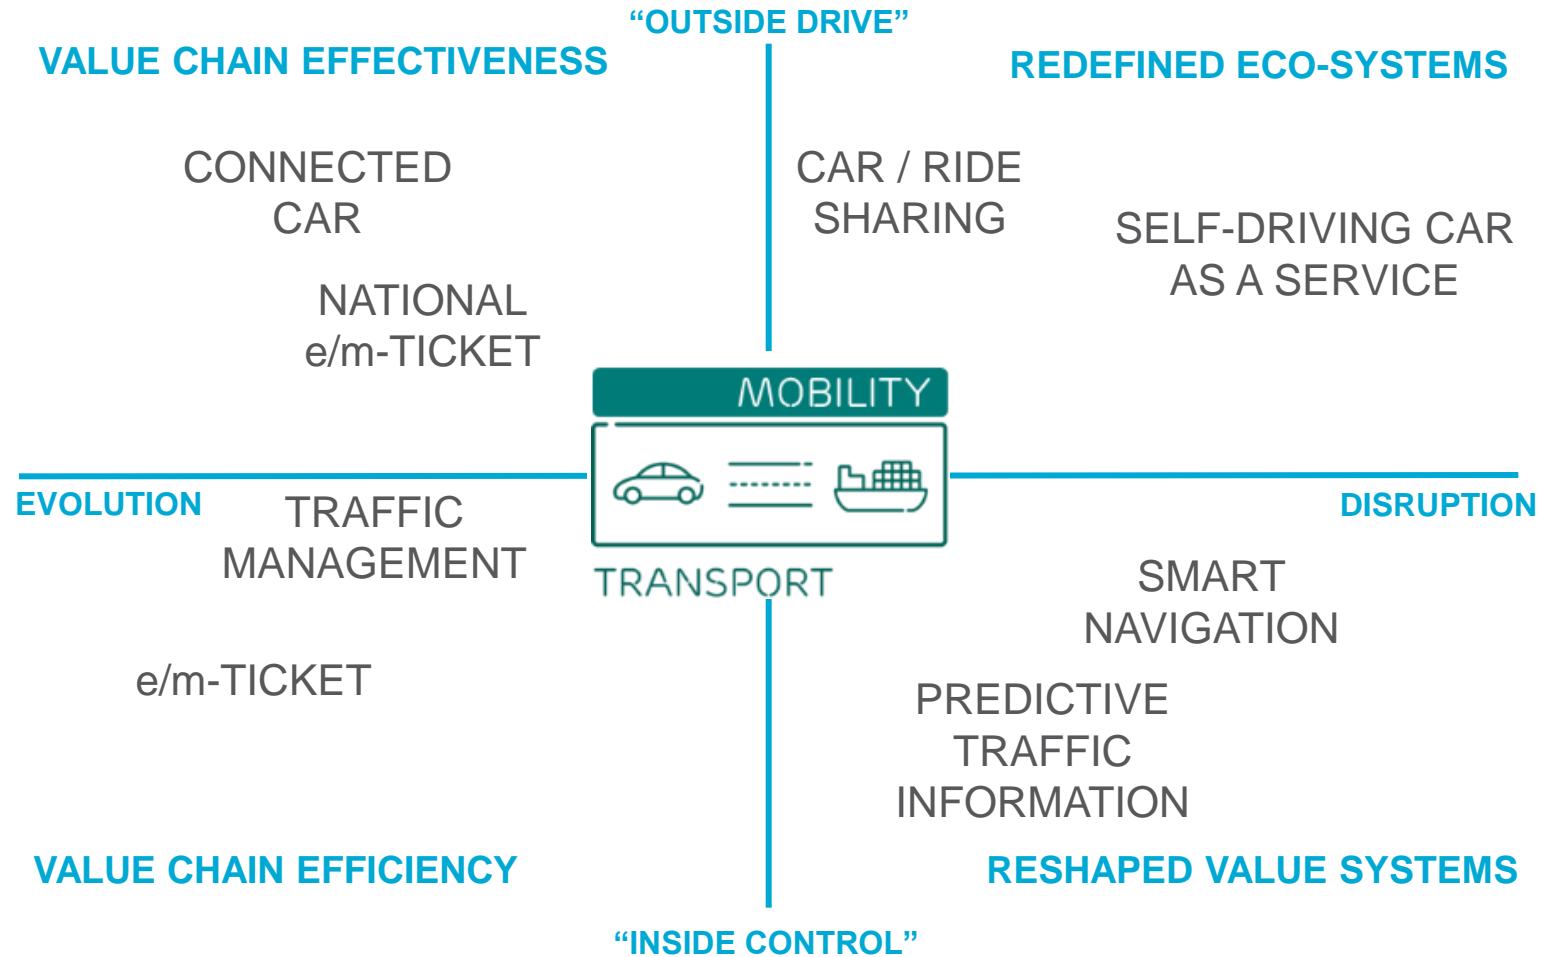 “OUTSIDE DRIVE”
VALUE CHAIN EFFECTIVENESS
REDEFINED ECO-SYSTEMS
CONNECTED
CAR
CAR / RIDE
SHARING
SELF-DRIVING CAR
AS A SERVICE
NATIONAL
e/m-TICKET
MOBILITY
EVOLUTION
DISRUPTION
TRAFFIC
MANAGEMENT
TRANSPORT
SMART
NAVIGATION
e/m-TICKET
PREDICTIVE
TRAFFIC
INFORMATION
VALUE CHAIN EFFICIENCY
RESHAPED VALUE SYSTEMS
“INSIDE CONTROL”